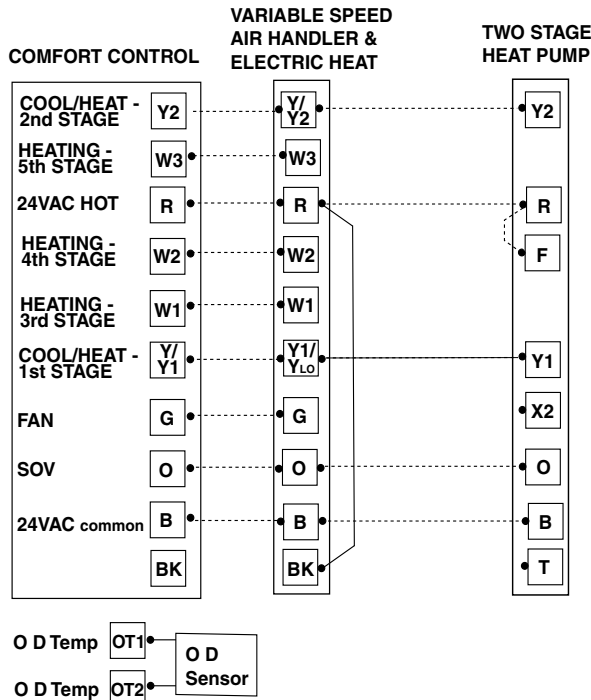 VARIABLE SPEED
AIR HANDLER &
ELECTRIC HEAT
TWO STAGE
HEAT PUMP
COMFORT CONTROL
COOL/HEAT -
2nd STAGE
Y2
Y/
Y2
Y2
HEATING -
5th STAGE
W3
W3
24VAC HOT
R
R
R
HEATING -
4th STAGE
W2
W2
F
HEATING -
3rd STAGE
W1
W1
COOL/HEAT -
1st STAGE
Y/
Y1
Y1/
YLO
Y1
FAN
G
G
X2
SOV
O
O
O
24VAC common
B
B
B
BK
BK
T
O D Temp
OT1
O D
Sensor
O D Temp
OT2